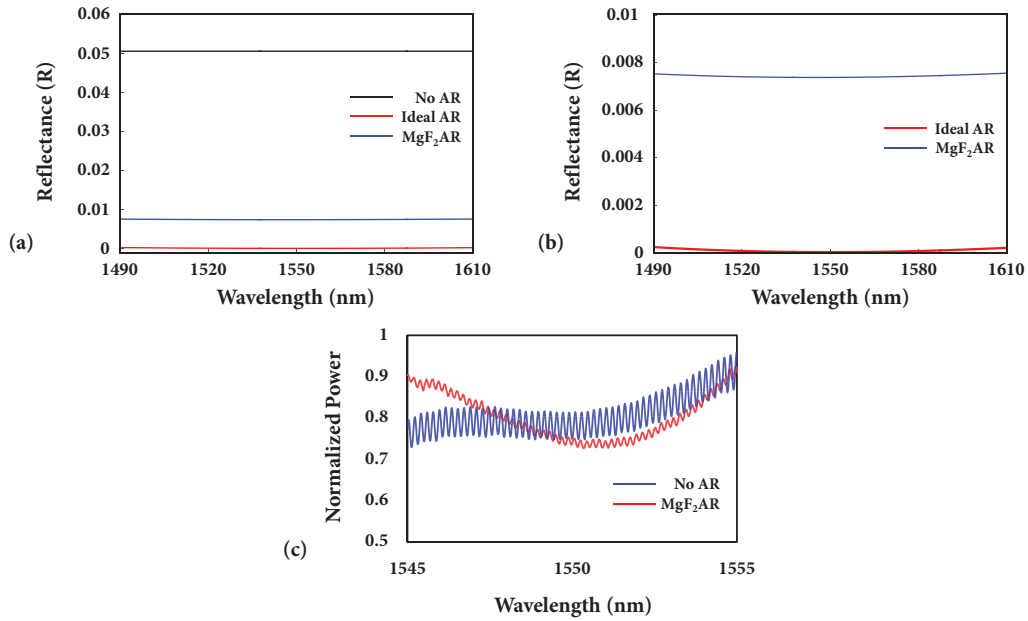 0.06
0.05
0.04
0.03
0.02
0.01
0
Reflectance (R)
No AR
Ideal AR
MgF₂AR
(a)
1490 1520 1550 1580 1610
Wavelength (nm)
0.01
0.008
0.006
0.004
0.002
0
Reflectance (R)
Ideal AR
MgF₂AR
(b)
1490 1520 1550 1580 1610
Wavelength (nm)
1
0.9
0.8
0.7
0.6
0.5
Normalized Power
No AR
MgF₂AR
(c)
1545 1550 1555
Wavelength (nm)